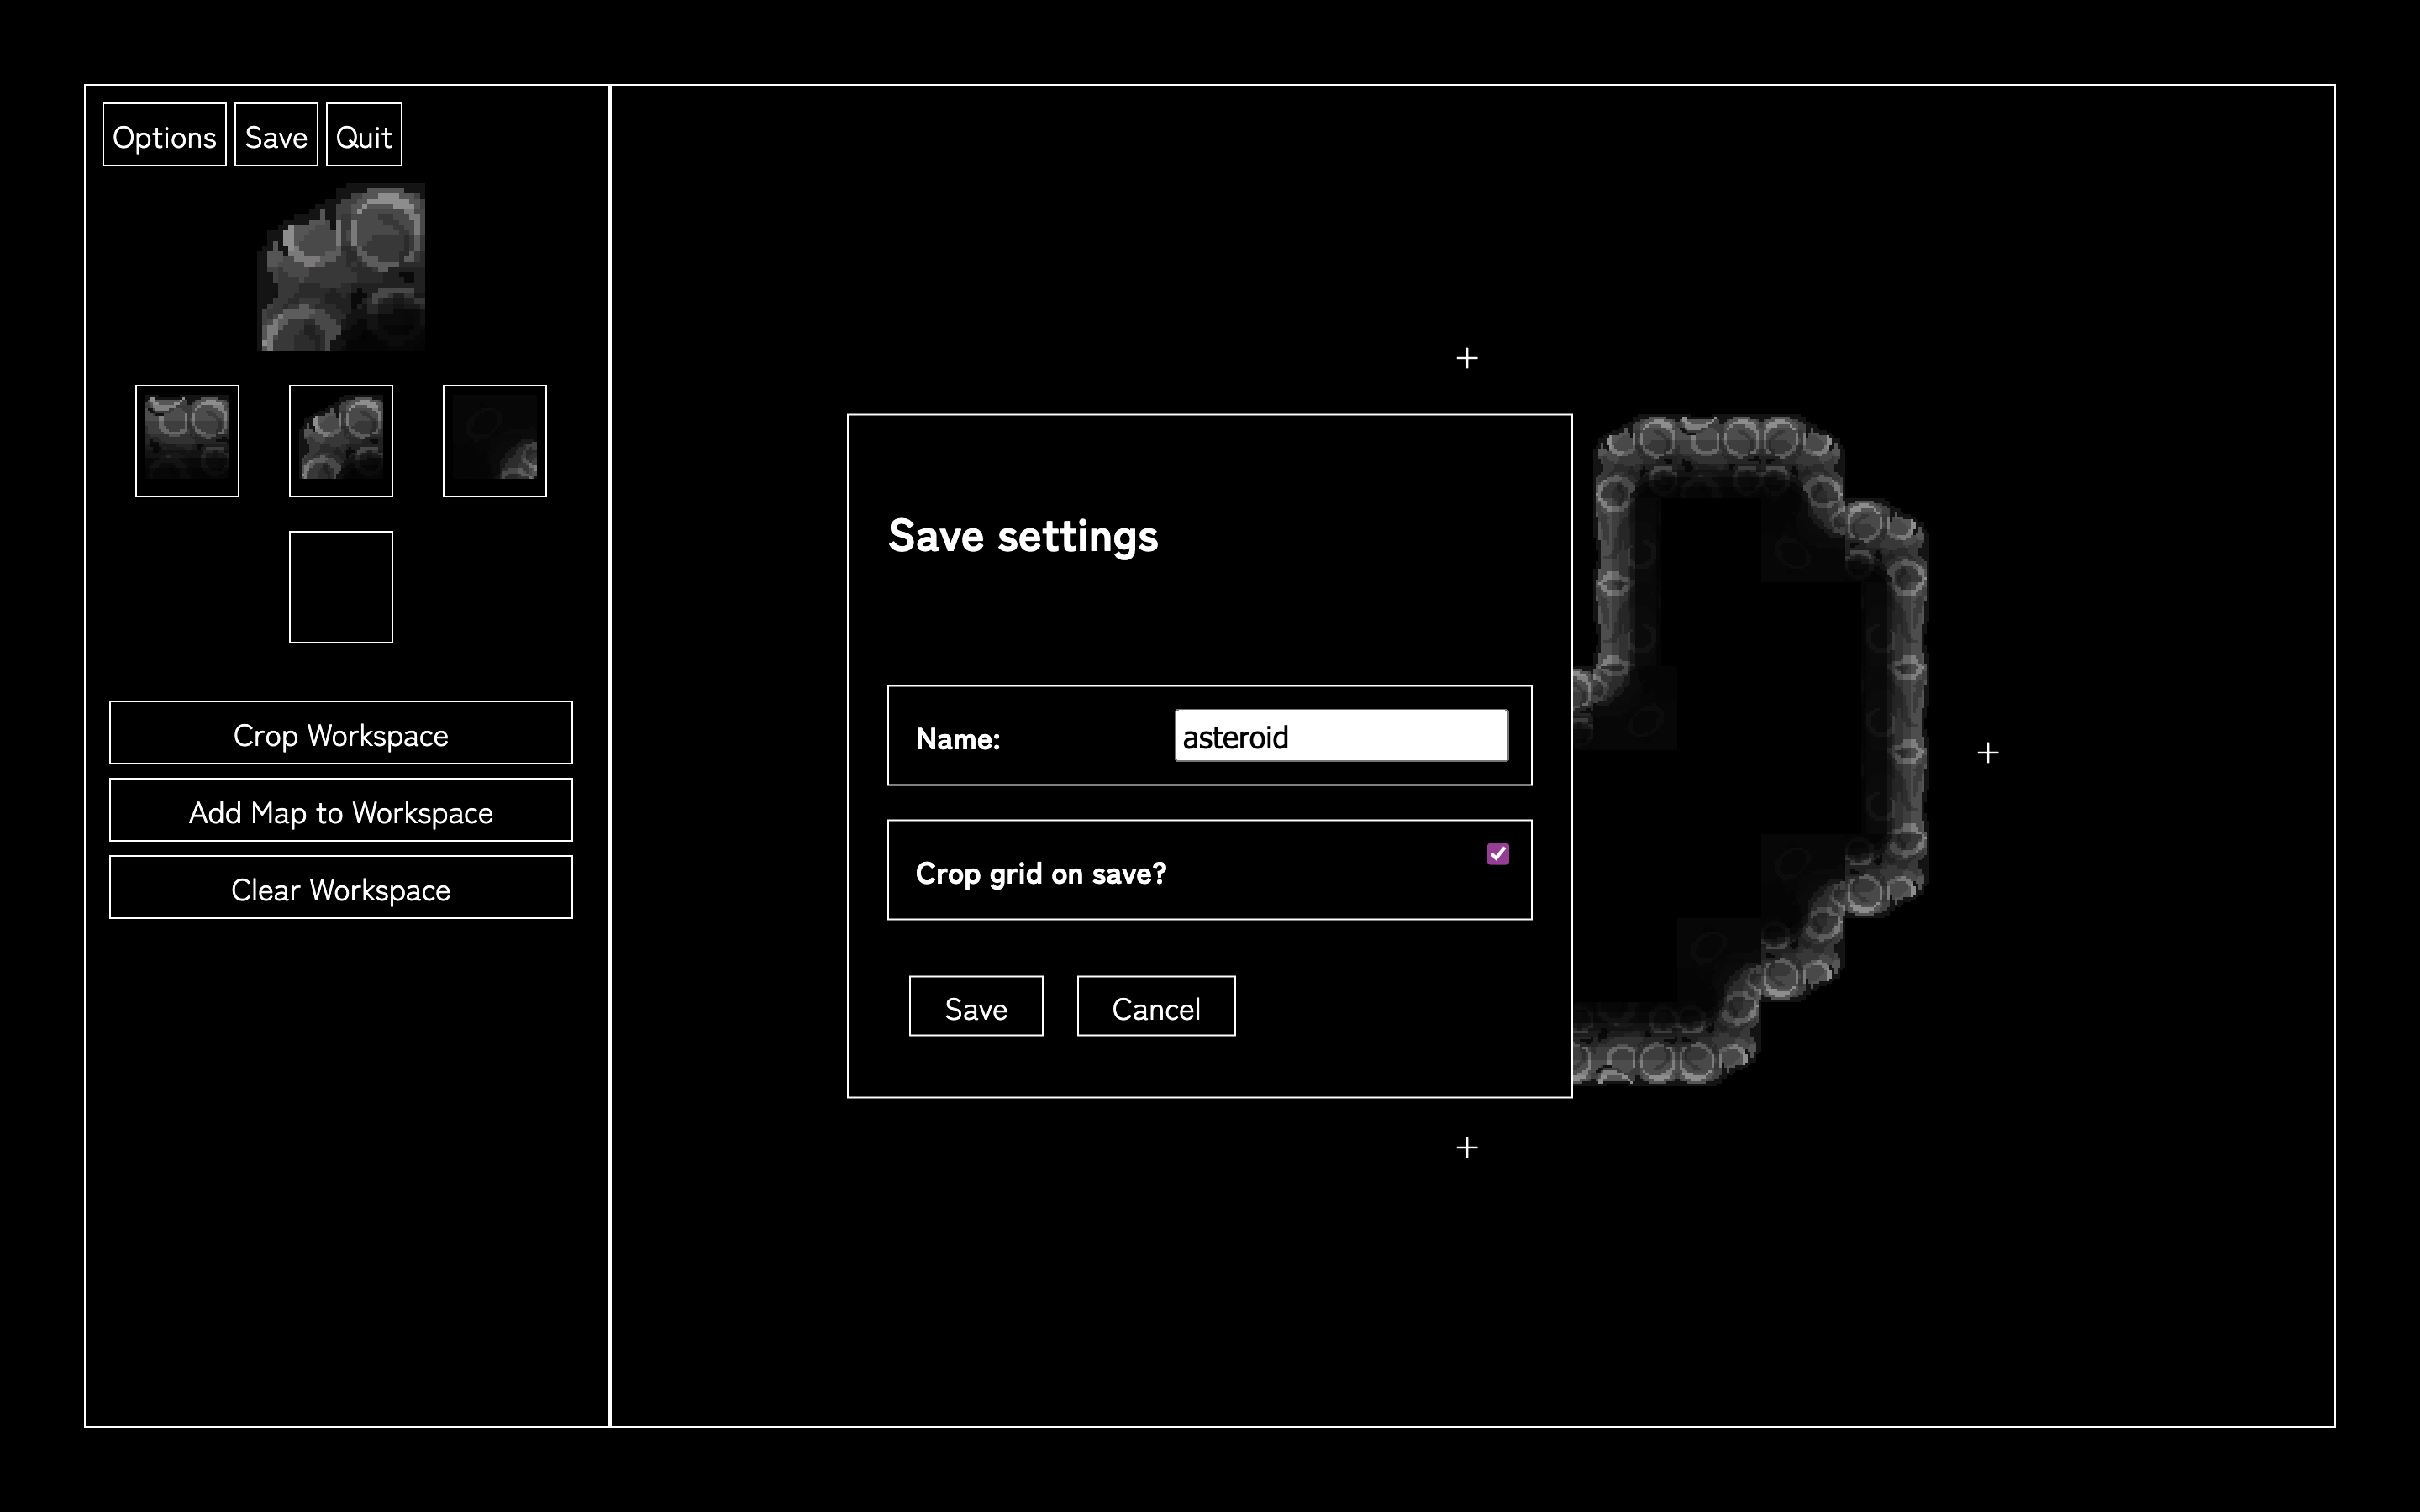 Options Save Quit
Crop Workspace
Add Map to Workspace
Clear Workspace
Save settings
Name: asteroid
Crop grid on save?
Save Cancel